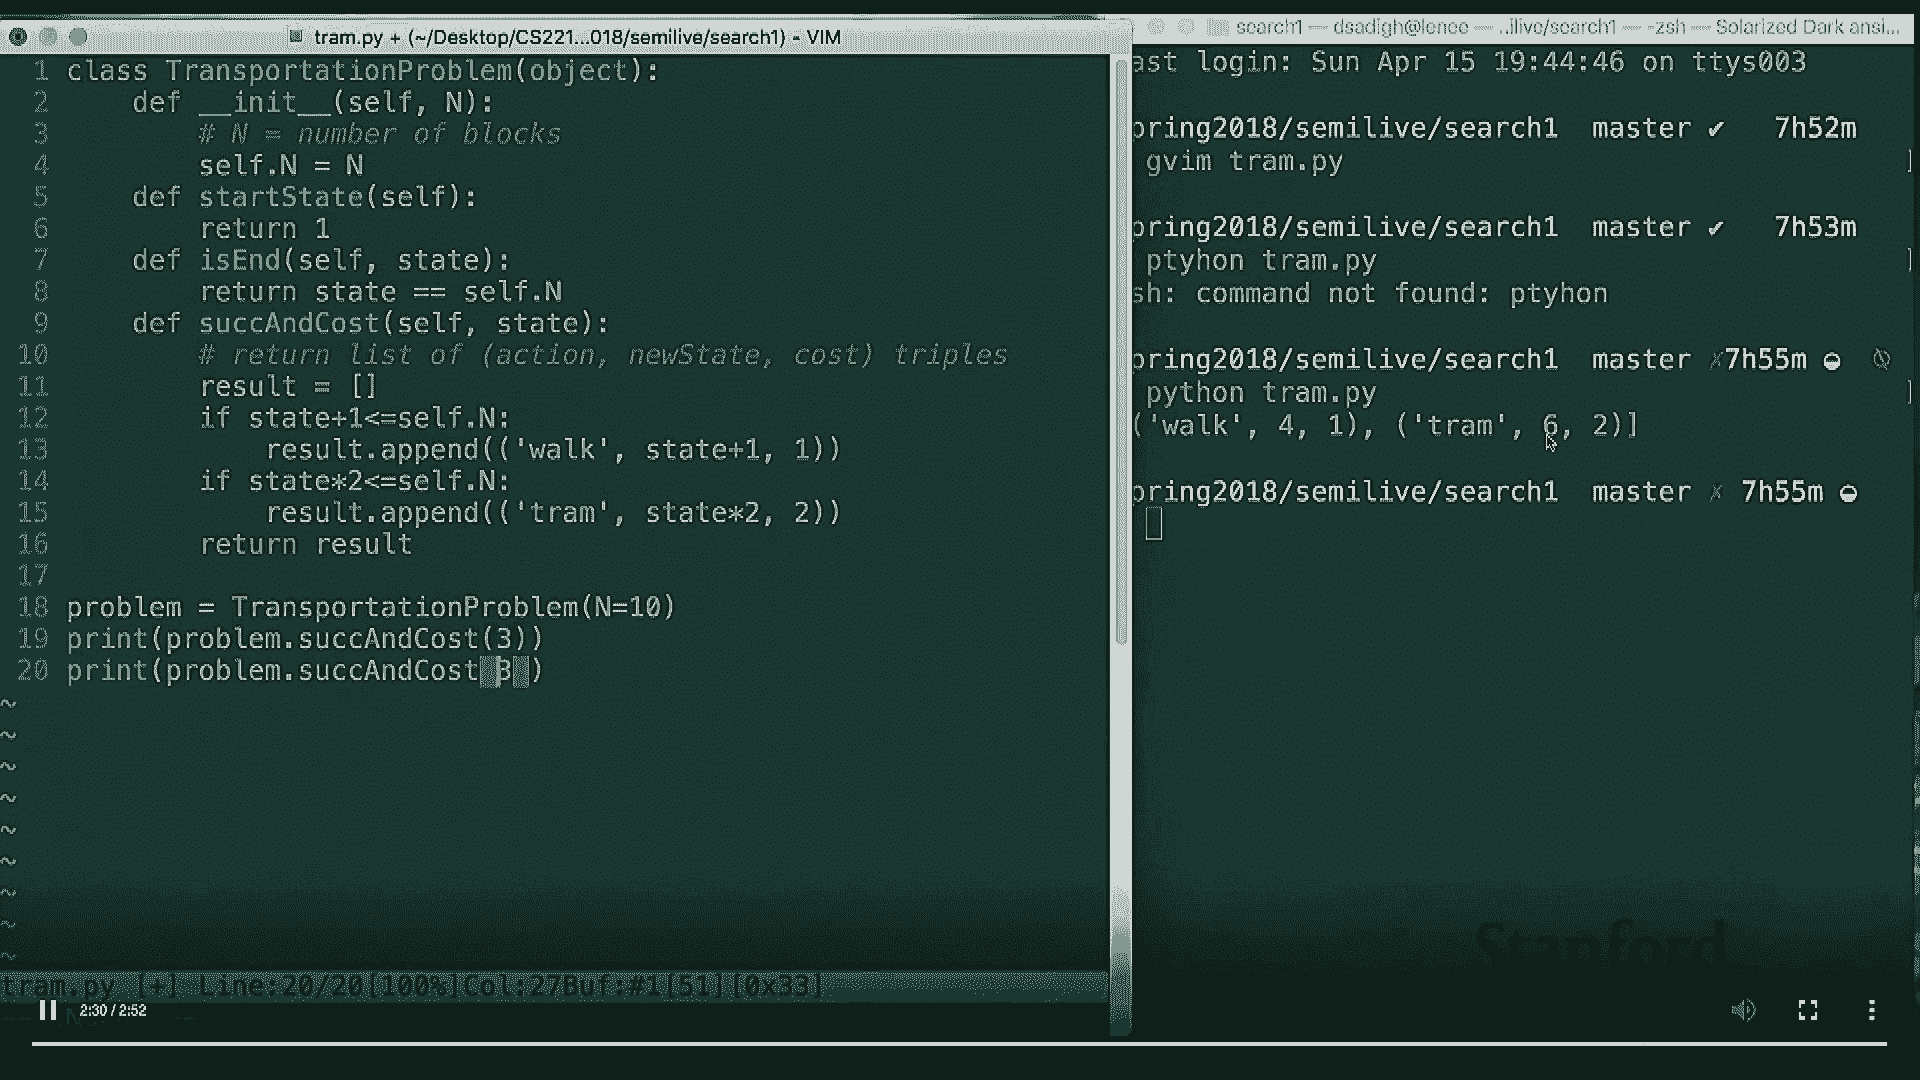 tram.py + (~/Desktop/CS221...018/semilive/search1) - VIM
1 class TransportationProblem(object):
2     def __init__(self, N):
3         # N = number of blocks
4         self.N = N
5     def startState(self):
6         return 1
7     def isEnd(self, state):
8         return state == self.N
9     def succAndCost(self, state):
10         # return list of (action, newState, cost) triples
11         result = []
12         if state+1<=self.N:
13             result.append(('walk', state+1, 1))
14         if state*2<=self.N:
15             result.append(('tram', state*2, 2))
16         return result
17
18 problem = TransportationProblem(N=10)
19 print(problem.succAndCost(3))
20 print(problem.succAndCost(3))
~
~
~
~
~
~
~
~
~
tram.py [+] Line:20/20[100%]Col:27Buf:#1[51][0x33]
2:30 / 2:52
search1 — dsadigh@lenee — ..ilive/search1 — -zsh — Solarized Dark ansi...
ast login: Sun Apr 15 19:44:46 on ttys003
pring2018/semilive/search1 master ✔ 7h52m
gvim tram.py ]
pring2018/semilive/search1 master ✔ 7h53m
ptyhon tram.py ]
sh: command not found: ptyhon
pring2018/semilive/search1 master ✗7h55m
python tram.py ]
('walk', 4, 1), ('tram', 6, 2)]
pring2018/semilive/search1 master ✗ 7h55m
Stanford